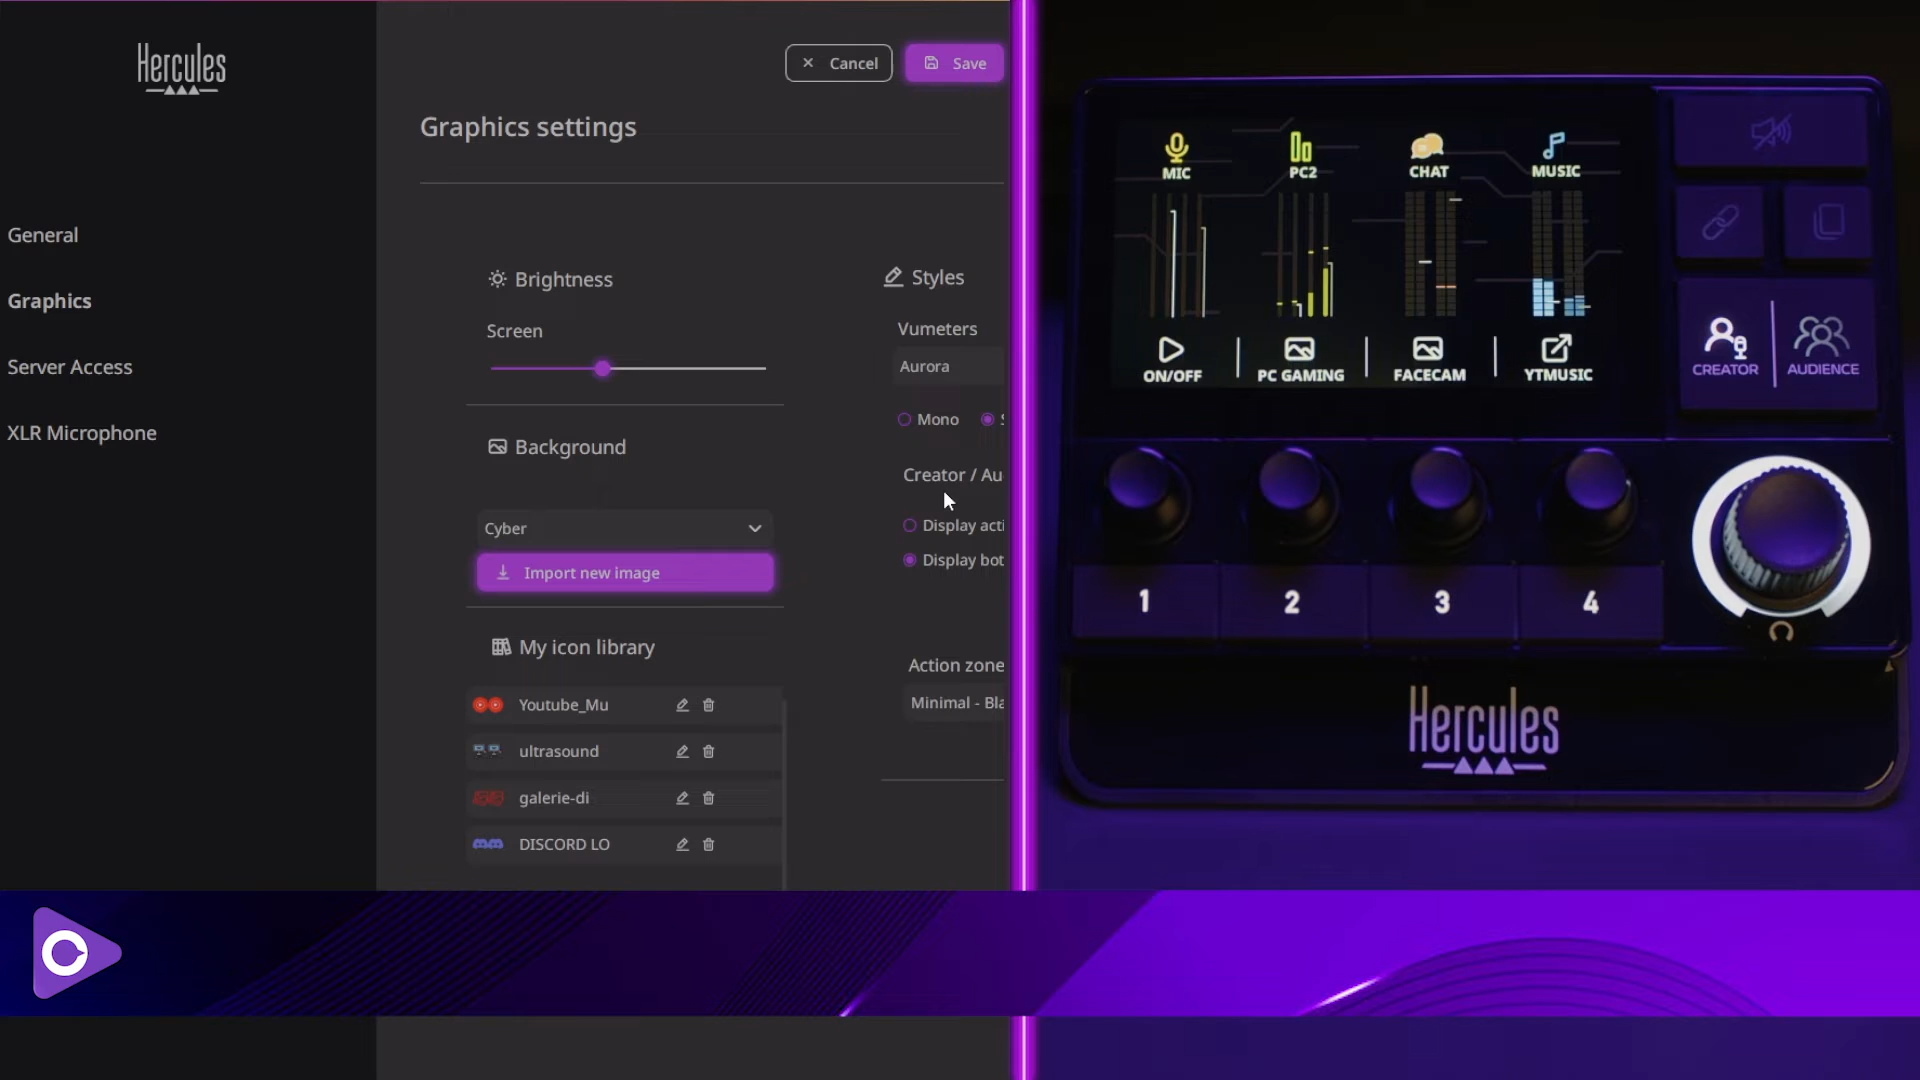 Hercules
Cancel
Save
Graphics settings
General
Graphics
Server Access
XLR Microphone
Brightness
Screen
Background
Cyber
Import new image
My icon library
Youtube_Mu
ultrasound
galerie-di
DISCORD LO
Styles
Vumeters
Aurora
Mono
S
Creator / Au
Display acti
Display bot
Action zone
Minimal - Bla
MIC
PC2
CHAT
MUSIC
ON/OFF
PC GAMING
FACECAM
YTMUSIC
CREATOR
AUDIENCE
1
2
3
4
Hercules